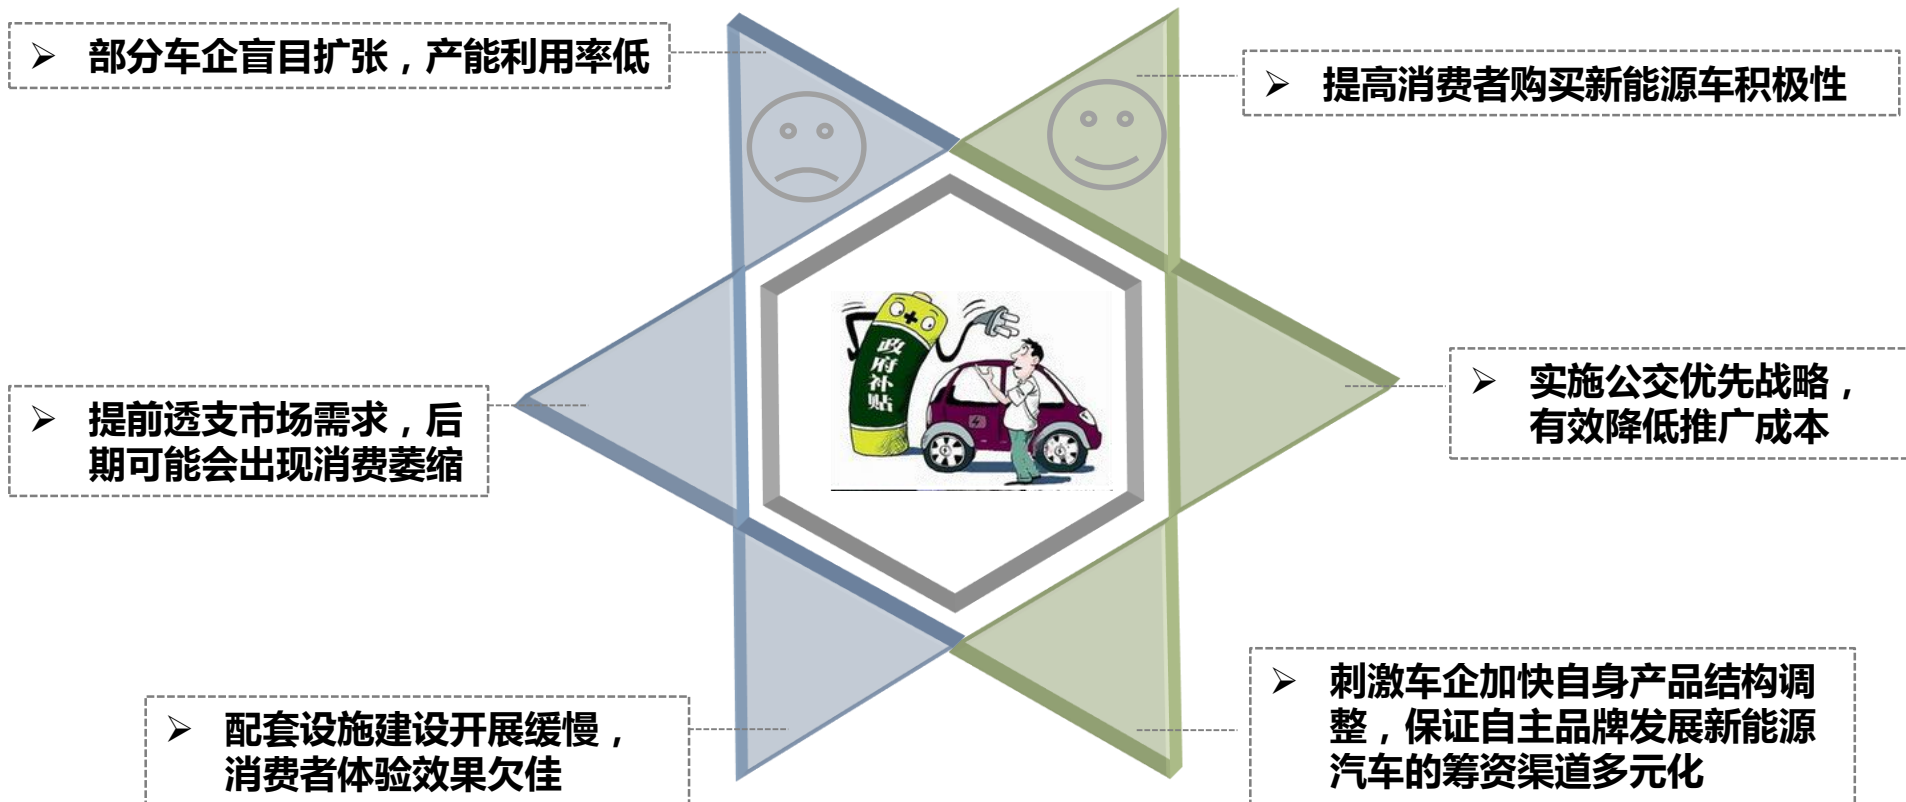 部分车企盲目扩张，产能利用率低
提前透支市场需求，后
期可能会出现消费萎缩
配套设施建设开展缓慢，
消费者体验效果欠佳
政府补贴
提高消费者购买新能源车积极性
实施公交优先战略，
有效降低推广成本
刺激车企加快自身产品结构调
整，保证自主品牌发展新能源
汽车的筹资渠道多元化